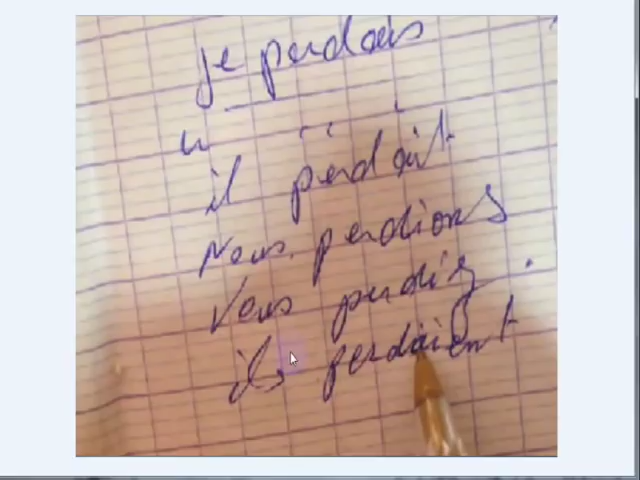 je perdais
il perdait
Nous perdions
Vous perdiez
ils perdaient